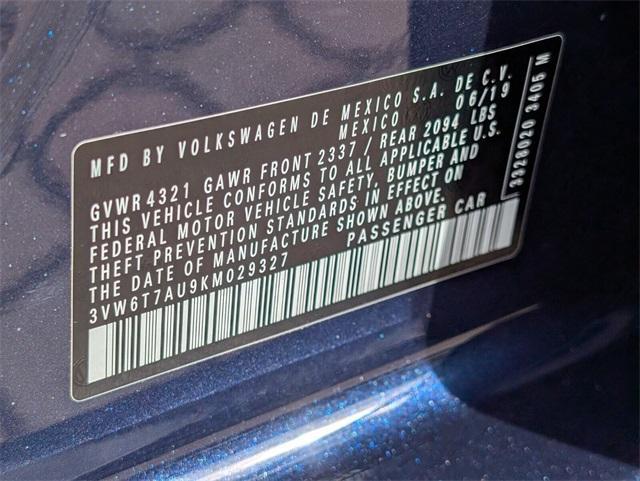 MFD BY VOLKSWAGEN DE MEXICO S.A. DE C.V.
MEXICO 06/19
GVWR 4321 GAWR FRONT 2337 / REAR 2094 LBS
THIS VEHICLE CONFORMS TO ALL APPLICABLE U.S.
FEDERAL MOTOR VEHICLE SAFETY, BUMPER AND
THEFT PREVENTION STANDARDS IN EFFECT ON
THE DATE OF MANUFACTURE SHOWN ABOVE.
3VW6T7AU9KM029327 PASSENGER CAR
3328020 3405 M